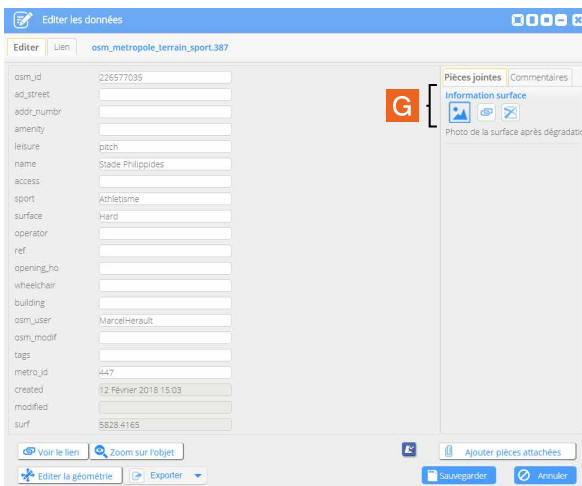 Editer les données
Editer Lien osm_metropole_terrain_sport.387
osm_id 226577035
ad_street
addr_numbr
amenity
leisure pitch
name Stade Philippides
access
sport Athletisme
surface Hard
operator
ref
opening_ho
wheelchair
building
osm_user MarcelHerault
osm_modif
tags
metro_id 447
created 12 Février 2018 15:03
modified
surf 5828.4165
Pièces jointes Commentaires
G
Information surface
Photo de la surface après dégradatio
Voir le lien Zoom sur l'objet Ajouter pièces attachées
Editer la géométrie Exporter Sauvegarder Annuler